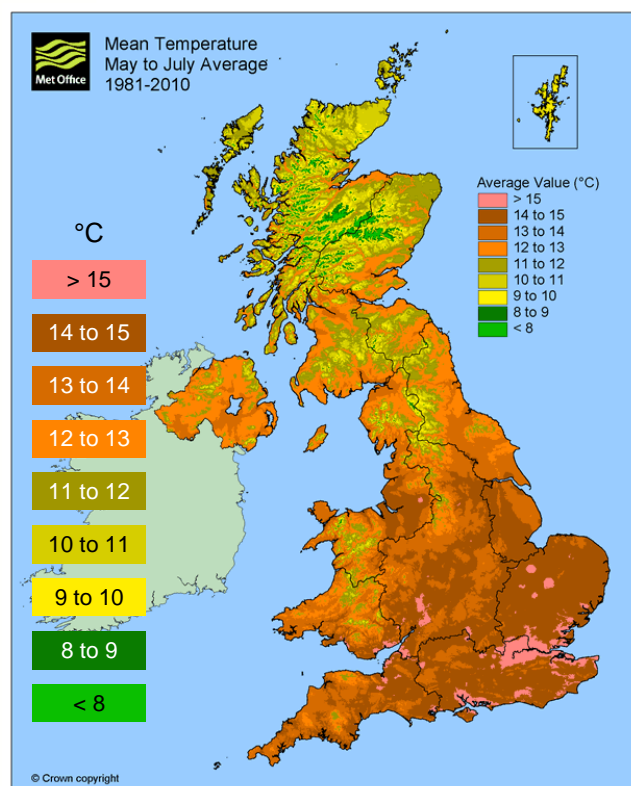 Met Office
Mean Temperature
May to July Average
1981-2010
Average Value (°C)
> 15
14 to 15
13 to 14
12 to 13
11 to 12
10 to 11
9 to 10
8 to 9
< 8
°C
> 15
14 to 15
13 to 14
12 to 13
11 to 12
10 to 11
9 to 10
8 to 9
< 8
© Crown copyright